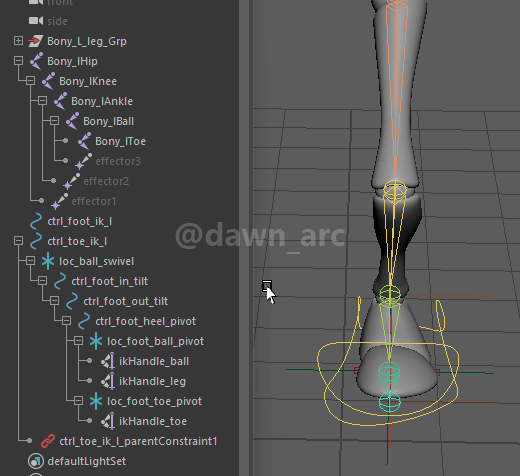 front
side
Bony_L_leg_Grp
Bony_lHip
Bony_lKnee
Bony_lAnkle
Bony_lBall
Bony_lToe
effector3
effector2
effector1
ctrl_foot_ik_l
ctrl_toe_ik_l
@dawn_arc
loc_ball_swivel
ctrl_foot_in_tilt
ctrl_foot_out_tilt
ctrl_foot_heel_pivot
loc_foot_ball_pivot
ikHandle_ball
ikHandle_leg
loc_foot_toe_pivot
ikHandle_toe
ctrl_toe_ik_l_parentConstraint1
defaultLightSet